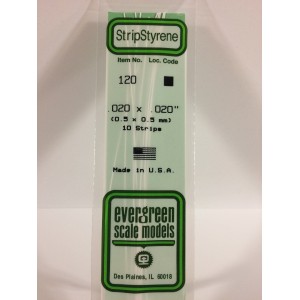 StripStyrene
Item No. Loc. Code
120
.020 x .020"
(0.5 x 0.5 mm)
10 Strips
Made in U.S.A.
evergreen
scale models
Des Plaines, IL 60018